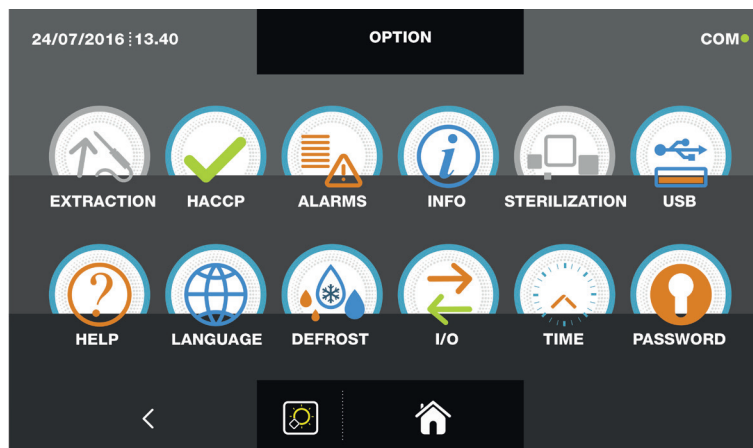 24/07/2016 13.40 OPTION COM
EXTRACTION HACCP ALARMS INFO STERILIZATION USB
HELP LANGUAGE DEFROST I/O TIME PASSWORD